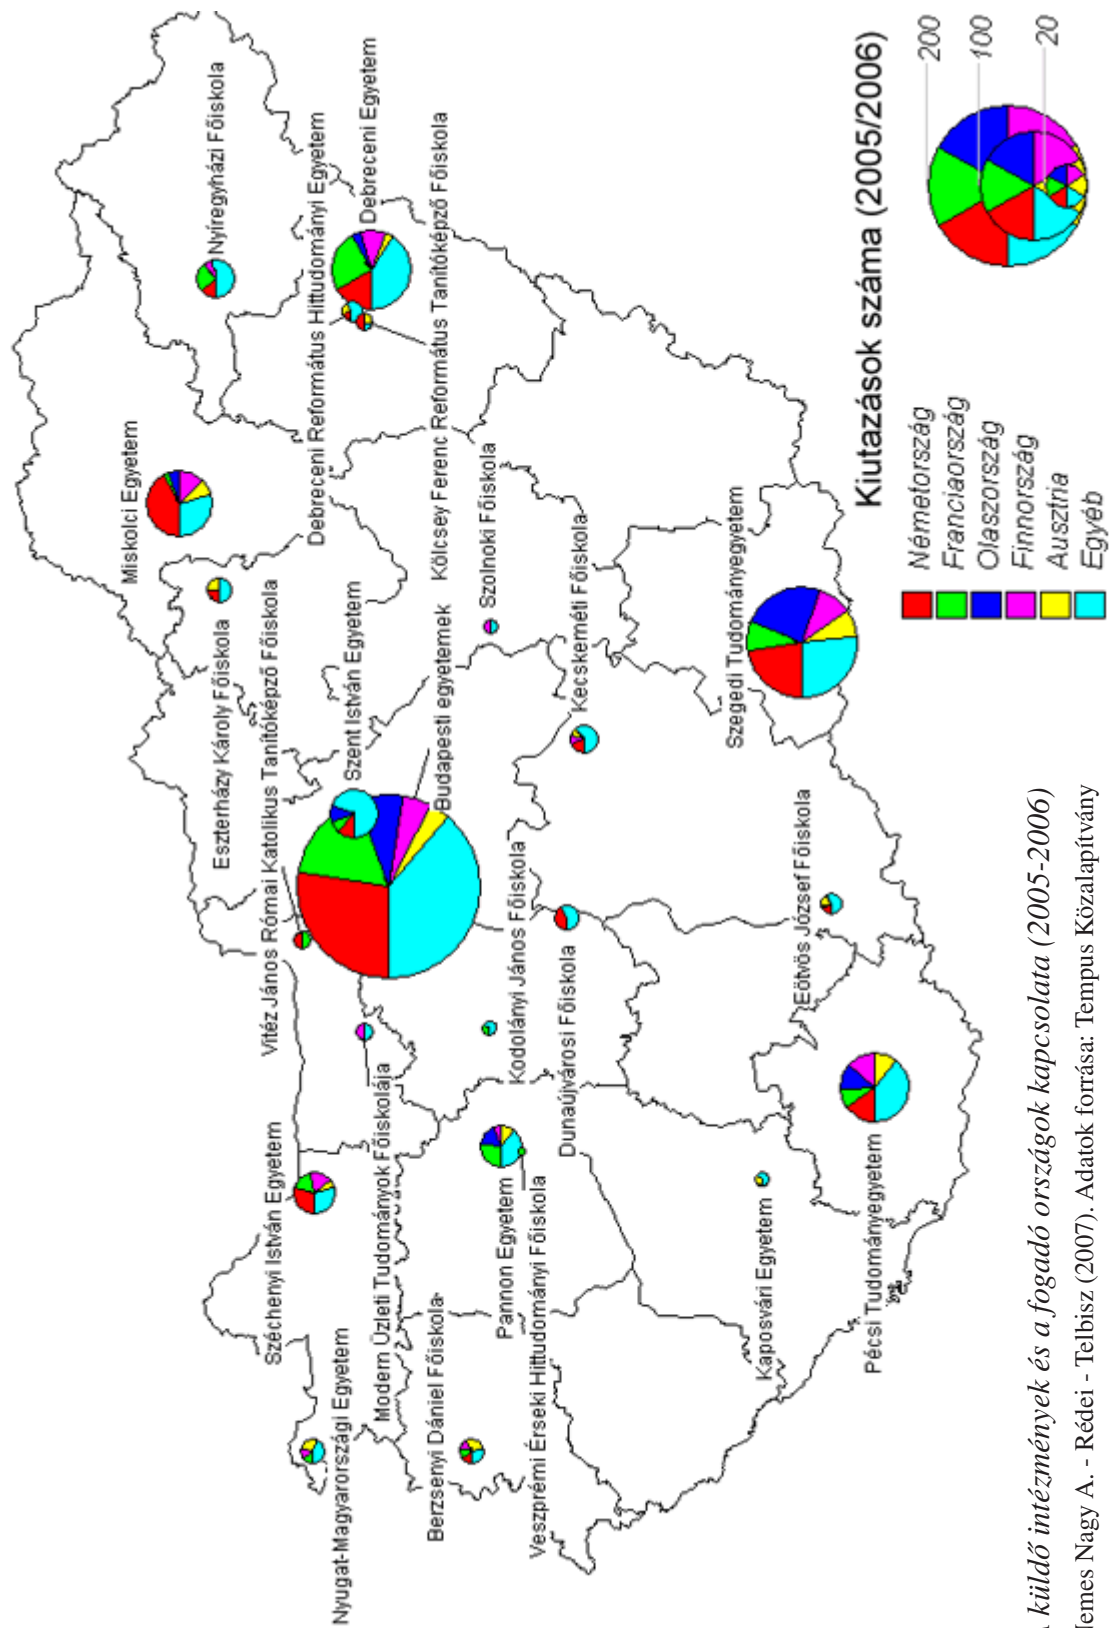 Nyíregyházi Főiskola
Miskolci Egyetem
Debreceni Református Hittudományi Egyetem
Debreceni Egyetem
Kölcsey Ferenc Református Tanítóképző Főiskola
Eszterházy Károly Főiskola
Vitéz János Római Katolikus Tanítóképző Főiskola
Szent István Egyetem
Budapesti egyetemek
Szolnoki Főiskola
Kecskeméti Főiskola
Szegedi Tudományegyetem
Széchenyi István Egyetem
Nyugat-Magyarországi Egyetem
Modern Üzleti Tudományok Főiskolája
Berzsenyi Dániel Főiskola
Kodolányi János Főiskola
Pannon Egyetem
Veszprémi Érseki Hittudományi Főiskola
Dunaújvárosi Főiskola
Eötvös József Főiskola
Kaposvári Egyetem
Pécsi Tudományegyetem
Kiutazások száma (2005/2006)
Németország
Franciaország
Olaszország
Finnország
Ausztria
Egyéb
200
100
20
küldő intézmények és a fogadó országok kapcsolata (2005-2006)
Nagy A. - Rédei - Telbisz (2007). Adatok forrása: Tempus Közalapítvány